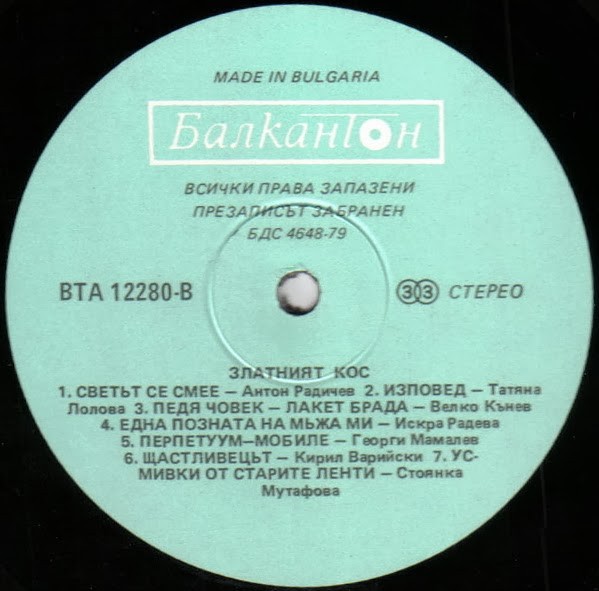 MADE IN BULGARIA
Балкантон
ВСИЧКИ ПРАВА ЗАПАЗЕНИ
ПРЕЗАПИСЪТ ЗАБРАНЕН
БДС 4648-79
ВТА 12280-В
33 СТЕРЕО
ЗЛАТНИЯТ КОС
1. СВЕТЪТ СЕ СМЕЕ — Антон Радичев 2. ИЗПОВЕД — Татяна
Лолова 3. ПЕДЯ ЧОВЕК — ЛАКЕТ БРАДА — Велко Кънев
4. ЕДНА ПОЗНАТА НА МЪЖА МИ — Искра Радева
5. ПЕРПЕТУУМ—МОБИЛЕ — Георги Мамалев
6. ЩАСТЛИВЕЦЪТ — Кирил Варийски 7. УС-
МИВКИ ОТ СТАРИТЕ ЛЕНТИ — Стоянка
Мутафова